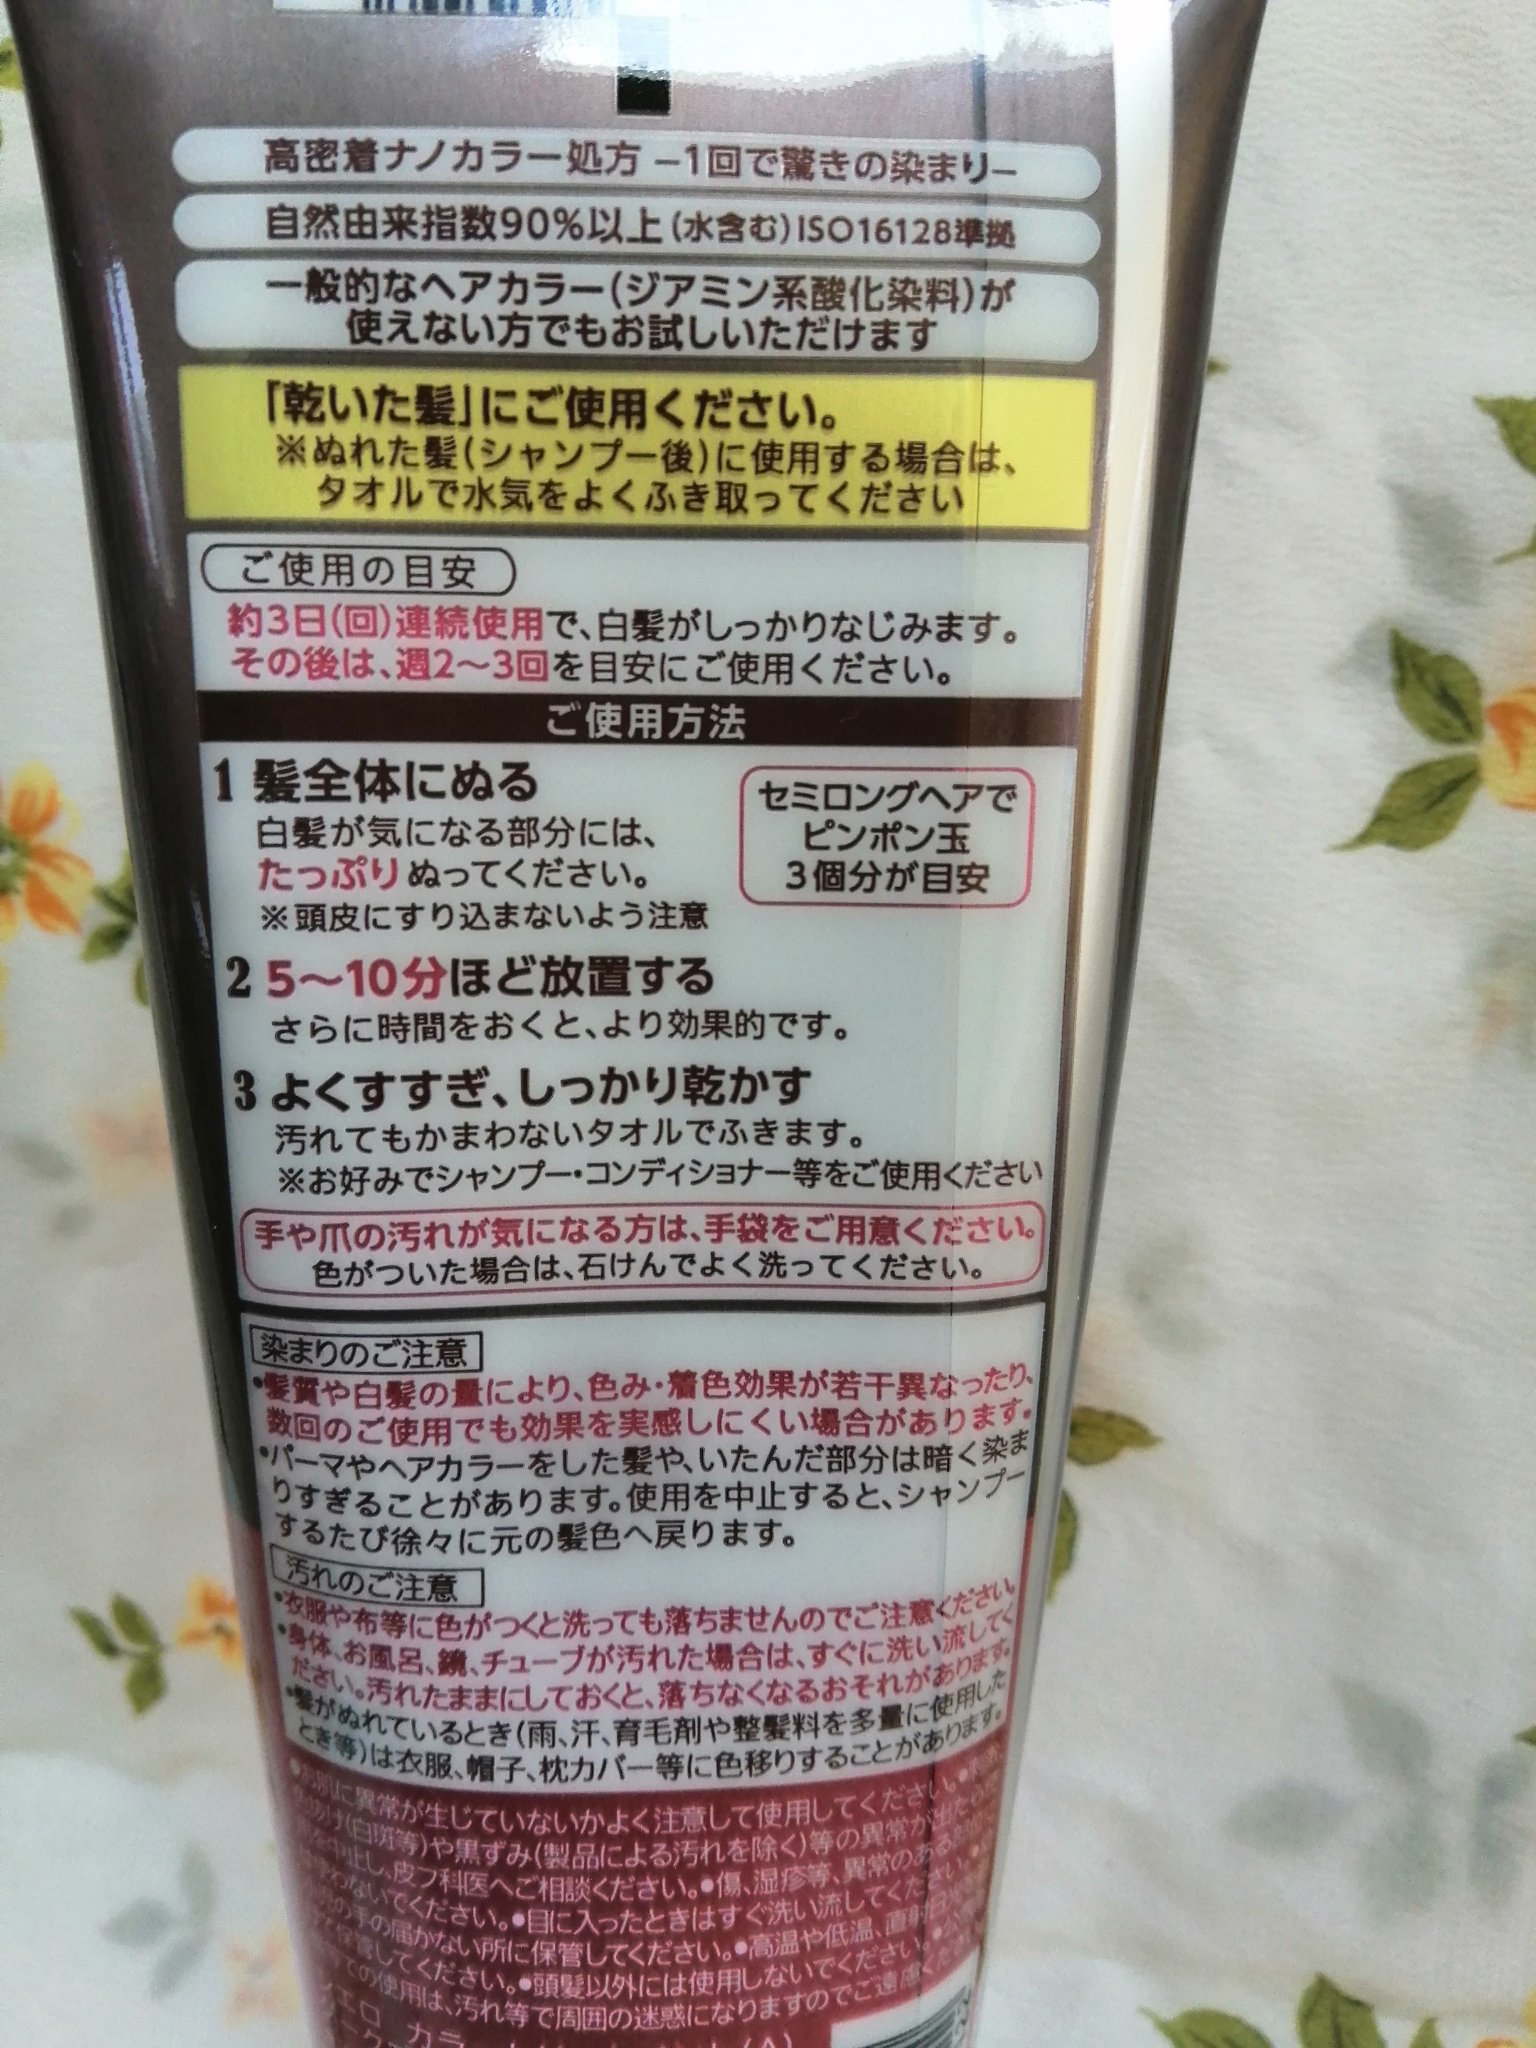 高密着ナノカラー処方 −1回で驚きの染まり−
自然由来指数90%以上(水含む)ISO16128準拠
一般的なヘアカラー(ジアミン系酸化染料)が
使えない方でもお試しいただけます
「乾いた髪」にご使用ください。
※ぬれた髪(シャンプー後)に使用する場合は、
タオルで水気をよくふき取ってください
ご使用の目安
約3日(回)連続使用で、白髪がしっかりなじみます。
その後は、週2〜3回を目安にご使用ください。
ご使用方法
1 髪全体にぬる
白髪が気になる部分には、
たっぷりぬってください。
※頭皮にすり込まないよう注意
セミロングヘアで
ピンポン玉
3個分が目安
2 5〜10分ほど放置する
さらに時間をおくと、より効果的です。
3 よくすすぎ、しっかり乾かす
汚れてもかまわないタオルでふきます。
※お好みでシャンプー・コンディショナー等をご使用ください
手や爪の汚れが気になる方は、手袋をご用意ください。
色がついた場合は、石けんでよく洗ってください。
染まりのご注意
•髪質や白髪の量により、色み・着色効果が若干異なったり、
数回のご使用でも効果を実感しにくい場合があります。
•パーマやヘアカラーをした髪や、いたんだ部分は暗く染ま
りすぎることがあります。使用を中止すると、シャンプー
するたび徐々に元の髪色へ戻ります。
汚れのご注意
•衣服や布等に色がつくと洗っても落ちませんのでご注意ください。
•身体、お風呂、鏡、チューブが汚れた場合は、すぐに洗い流してく
ださい。汚れたままにしておくと、落ちなくなるおそれがあります。
•髪がぬれているとき(雨、汗、育毛剤や整髪料を多量に使用した
とき等)は衣服、帽子、枕カバー等に色移りすることがあります。
に異常が生じていないかよく注意して使用してください。
(白斑等)や黒ずみ(製品による汚れを除く)等の異常が出たら
中止し、皮フ科医へご相談ください。●傷、湿疹等、異常のある
わないでください。●目に入ったときはすぐ洗い流してください。
の手の届かない所に保管してください。●高温や低温、直射
保管してください。●頭髪以外には使用しないでください。
の使用は、汚れ等で周囲の迷惑になりますのでご遠慮
エロ カラー